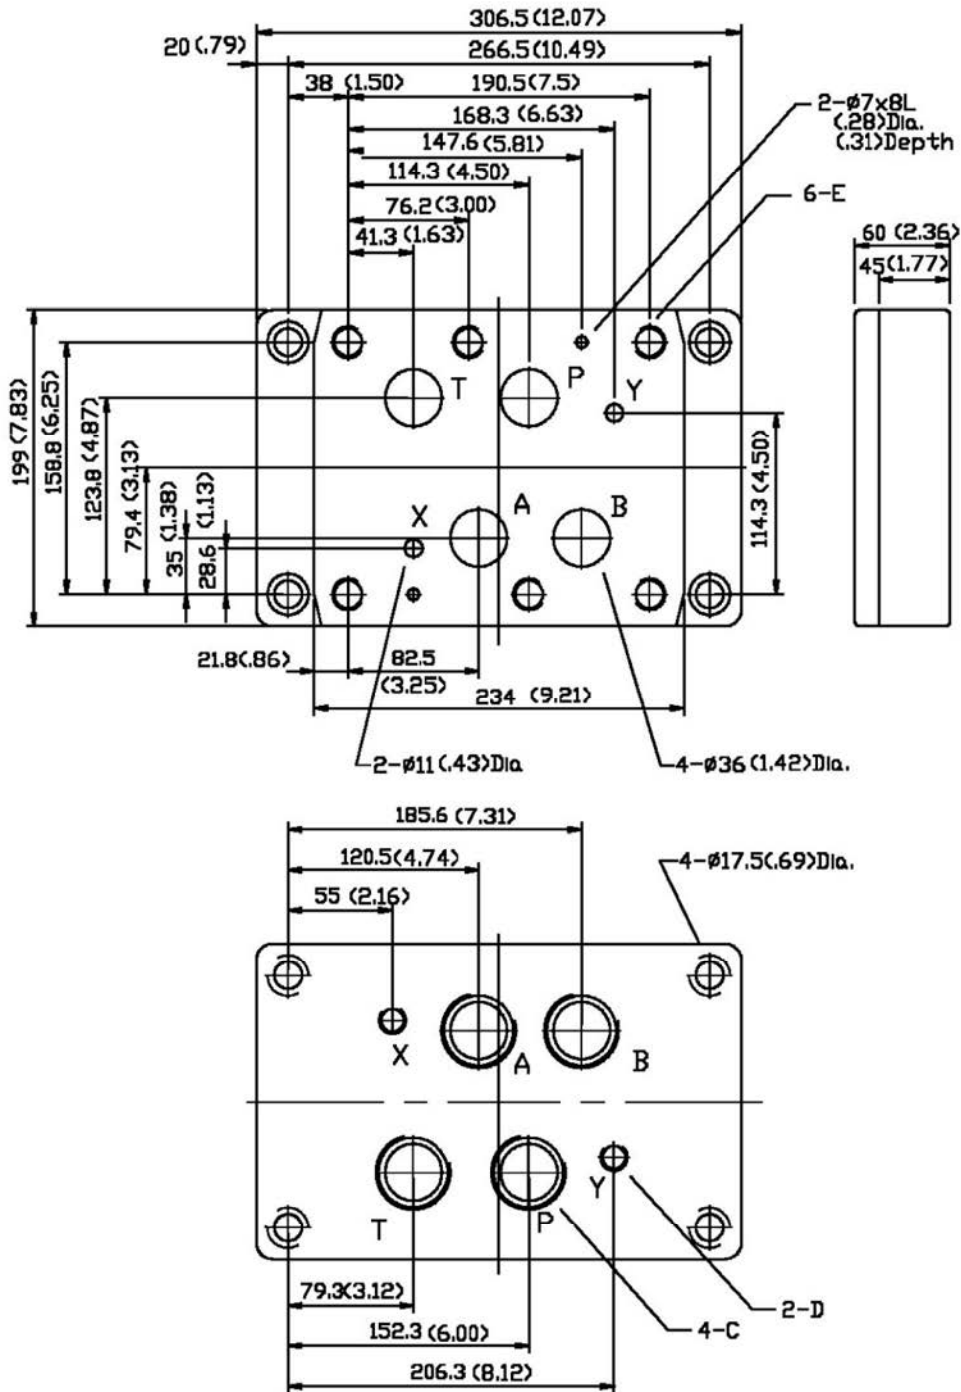 306.5 (12.07)
20 (.79)
266.5 (10.49)
38 (1.50)
190.5 (7.5)
168.3 (6.63)
147.6 (5.81)
114.3 (4.50)
76.2 (3.00)
41.3 (1.63)
2-ø7x8L
(.28)Dia.
(.31)Depth
6-E
60 (2.36)
45 (1.77)
T
P
Y
X
A
B
199 (7.83)
158.8 (6.25)
123.8 (4.87)
79.4 (3.13)
35 (1.38)
28.6 (1.13)
114.3 (4.50)
21.8(.86)
82.5
(3.25)
234 (9.21)
2-ø11(.43)Dia
4-ø36(1.42)Dia.
185.6 (7.31)
120.5(4.74)
55 (2.16)
4-ø17.5(.69)Dia.
X
A
B
T
P
Y
79.3(3.12)
152.3 (6.00)
206.3 (8.12)
2-D
4-C